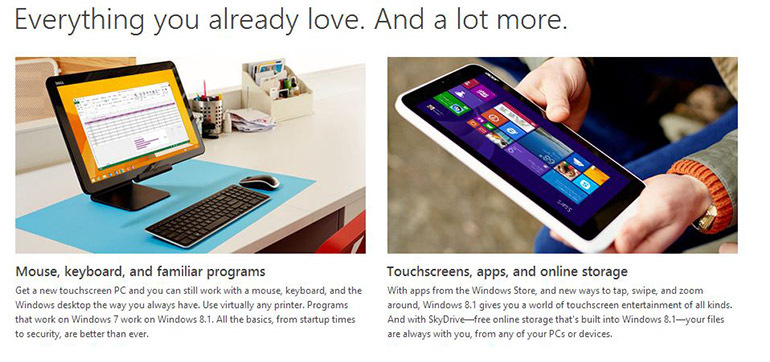 Everything you already love. And a lot more.
DELL
Start
Mouse, keyboard, and familiar programs
Get a new touchscreen PC and you can still work with a mouse, keyboard, and the
Windows desktop the way you always have. Use virtually any printer. Programs
that work on Windows 7 work on Windows 8.1. All the basics, from startup times
to security, are better than ever.
Touchscreens, apps, and online storage
With apps from the Windows Store, and new ways to tap, swipe, and zoom
around, Windows 8.1 gives you a world of touchscreen entertainment of all kinds.
And with SkyDrive—free online storage that's built into Windows 8.1—your files
are always with you, from any of your PCs or devices.